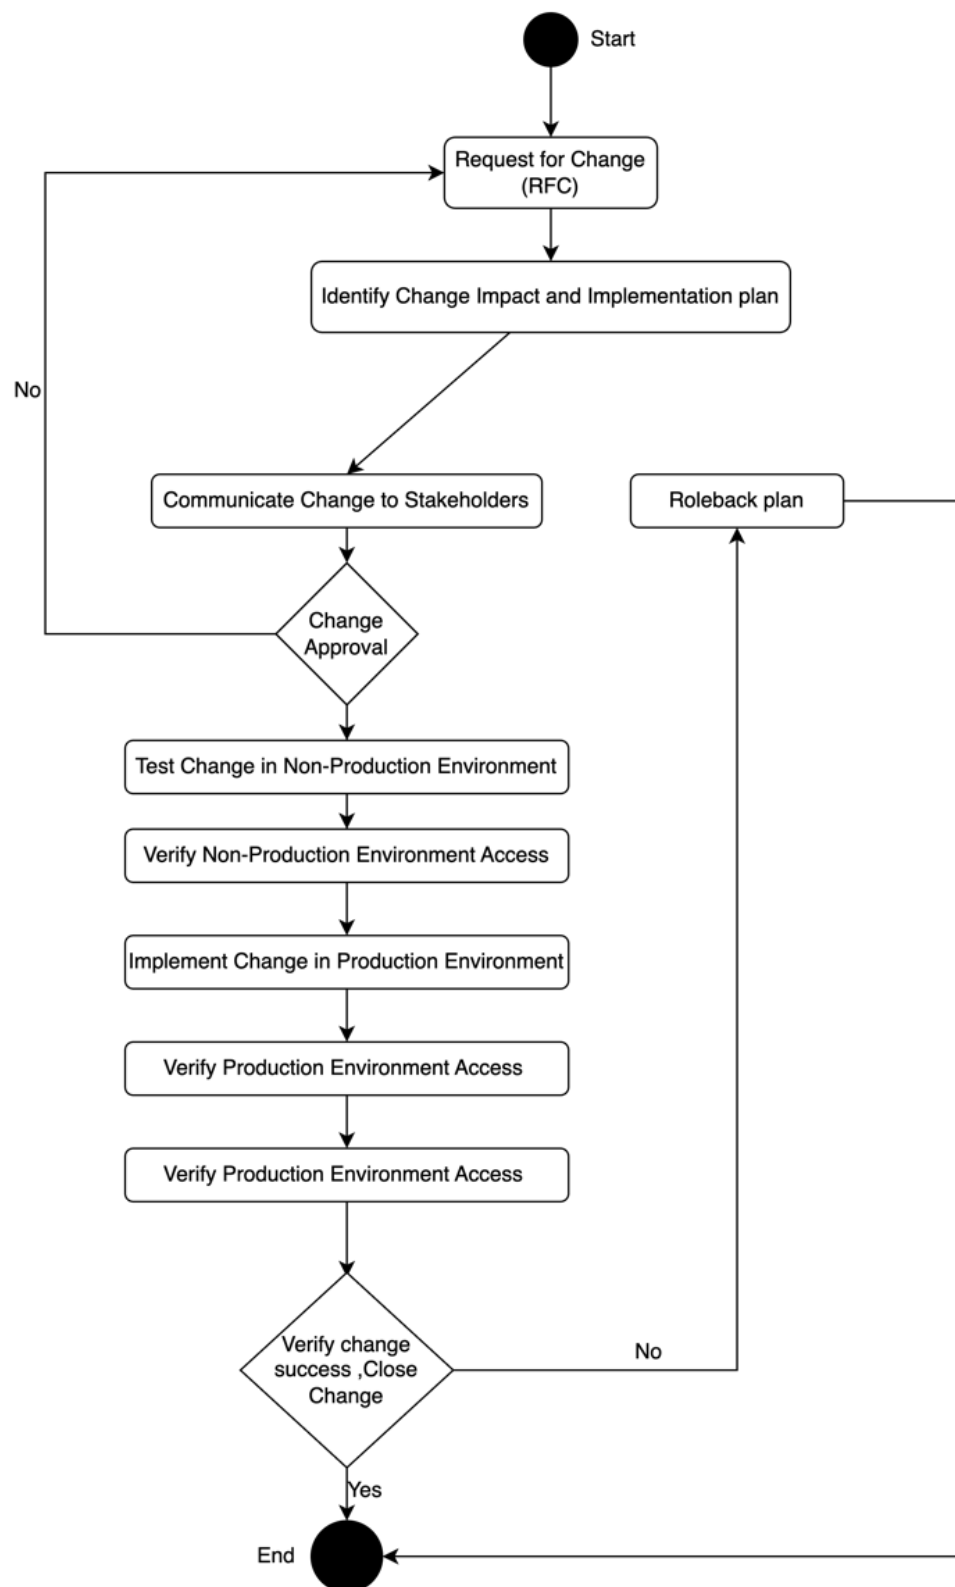 Start
Request for Change
(RFC)
Identify Change Impact and Implementation plan
No
Communicate Change to Stakeholders
Roleback plan
Change
Approval
Test Change in Non-Production Environment
Verify Non-Production Environment Access
Implement Change in Production Environment
Verify Production Environment Access
Verify Production Environment Access
Verify change
success ,Close
Change
No
Yes
End